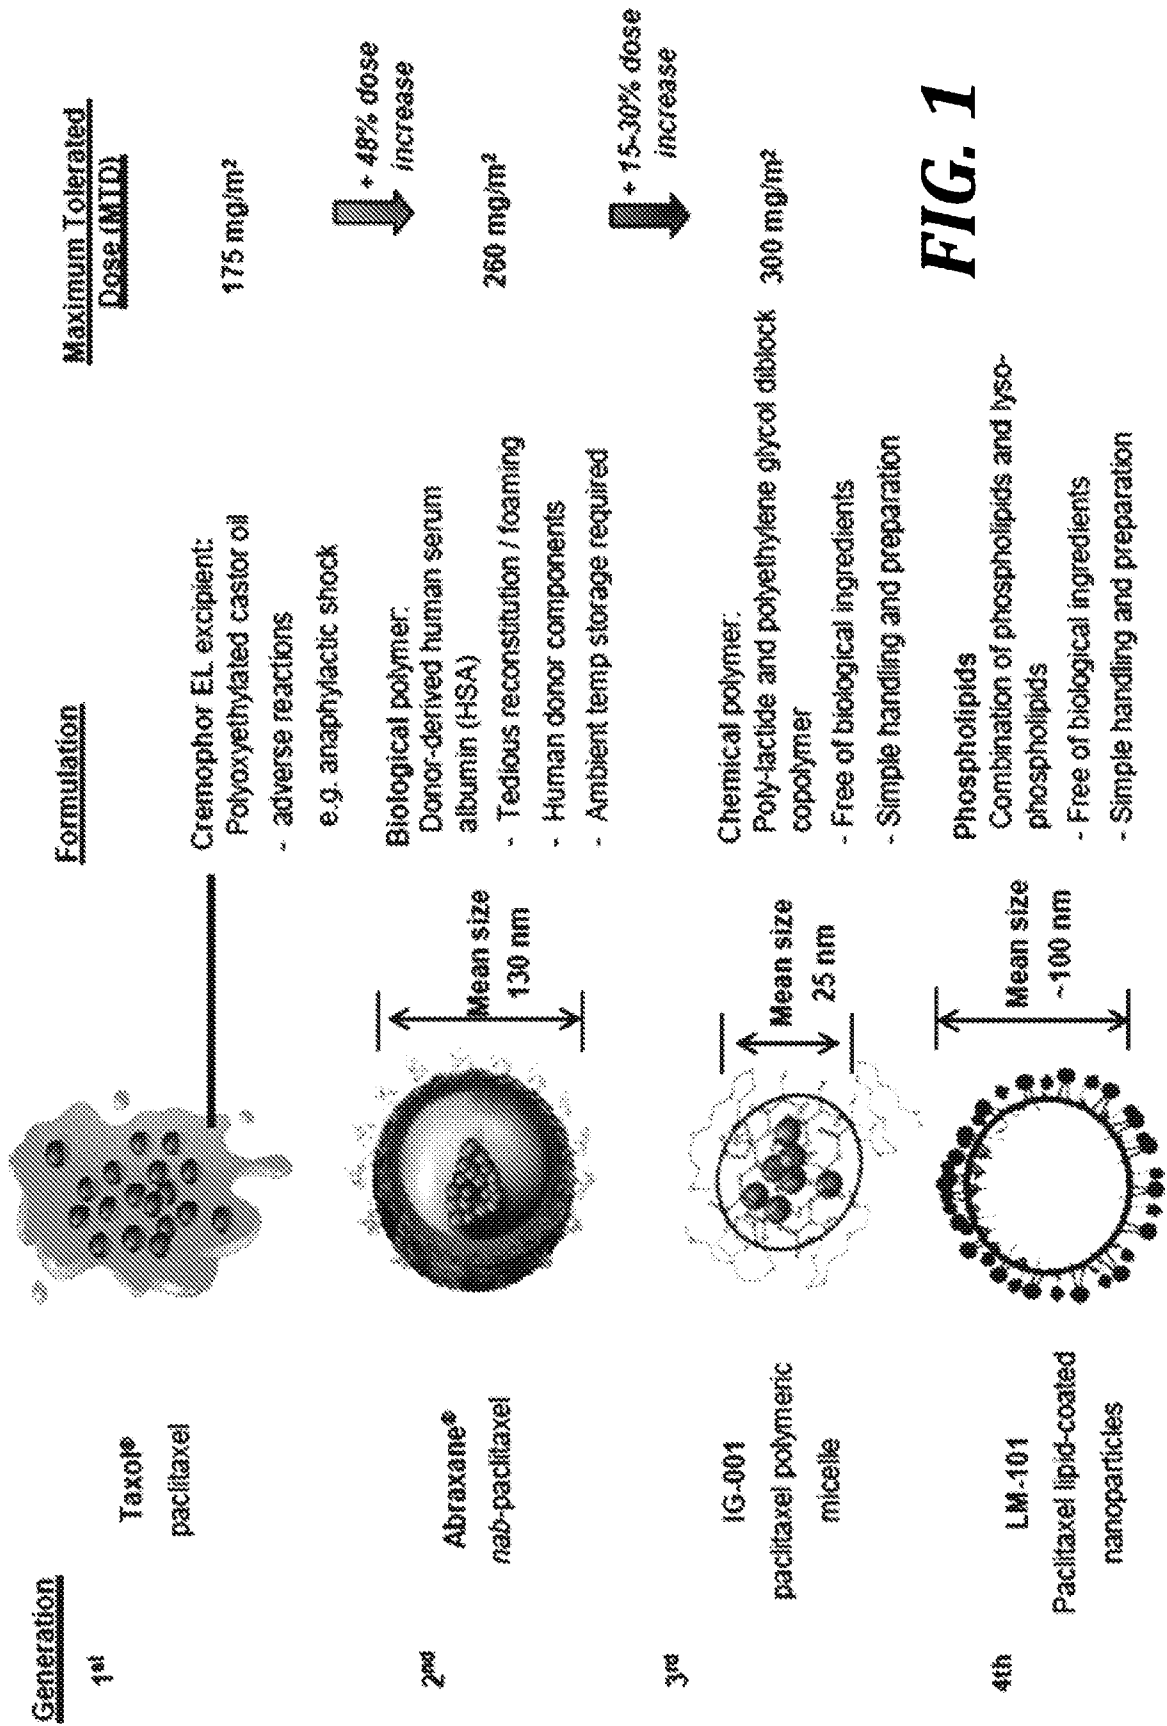 Generation
Formulation
Maximum Tolerated
Dose (MTD)
1st
Taxol®
paclitaxel
Cremophor EL excipient:
Polyoxyethylated castor oil
- adverse reactions
e.g. anaphylactic shock
175 mg/m²
+ 48% dose
increase
2nd
Abraxane®
nab-paclitaxel
Mean size
130 nm
Biological polymer:
Donor-derived human serum
albumin (HSA)
- Tedious reconstitution / foaming
- Human donor components
- Ambient temp storage required
260 mg/m²
+ 15-30% dose
increase
3rd
IG-001
paclitaxel polymeric
micelle
Mean size
25 nm
Chemical polymer:
Poly-lactide and polyethylene glycol diblock
copolymer
- Free of biological ingredients
- Simple handling and preparation
300 mg/m²
4th
LM-101
Paclitaxel lipid-coated
nanoparticles
Mean size
~100 nm
Phospholipids
Combination of phospholipids and lyso-
phospholipids
- Free of biological ingredients
- Simple handling and preparation
FIG. 1